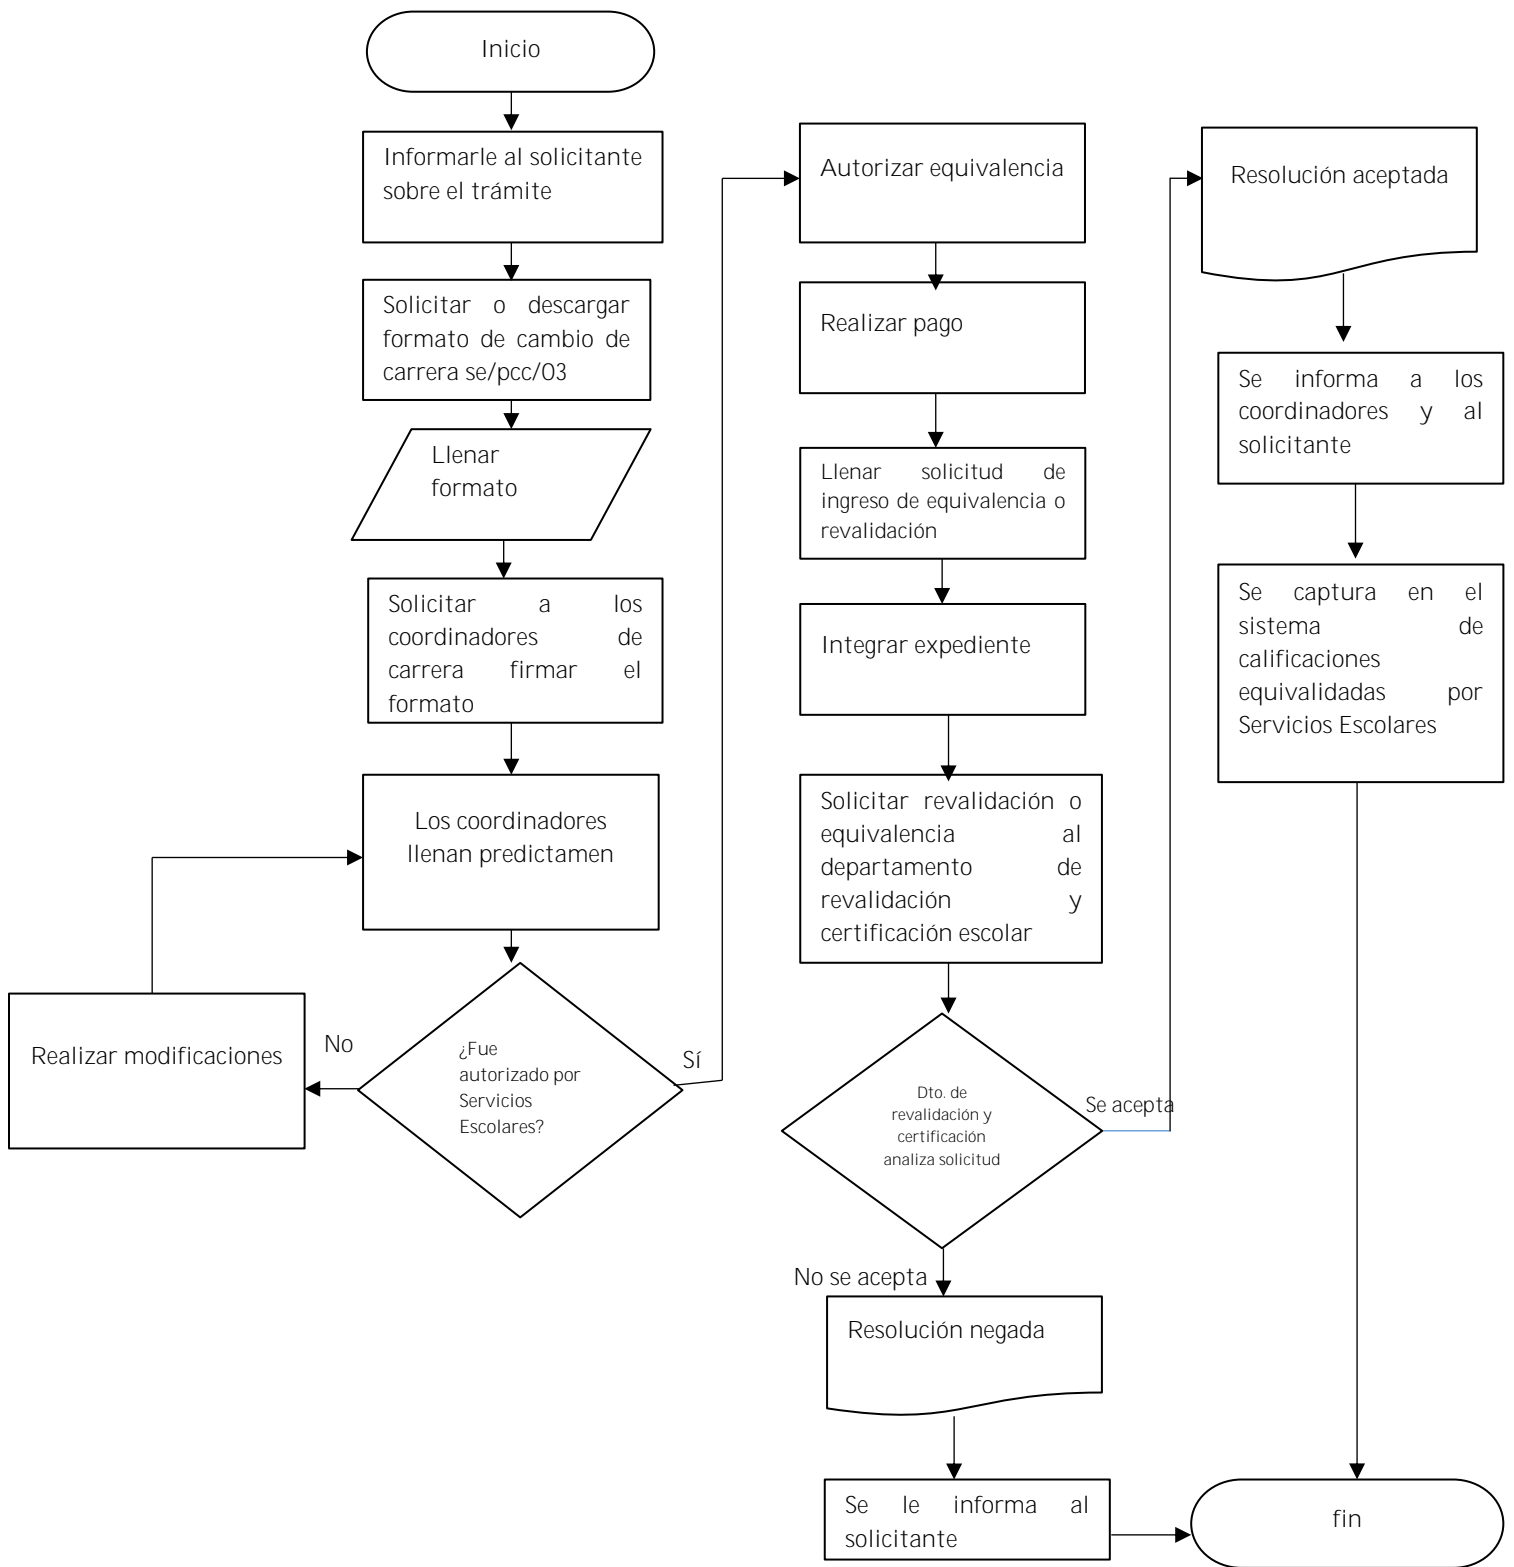 Inicio
Informarle al solicitante
sobre el trámite
Solicitar o descargar
formato de cambio de
carrera se/pcc/03
Llenar
formato
Solicitar a los
coordinadores de
carrera firmar el
formato
Los coordinadores
llenan predictamen
Realizar modificaciones
No
¿Fue
autorizado por
Servicios
Escolares?
Sí
Autorizar equivalencia
Realizar pago
Llenar solicitud de
ingreso de equivalencia o
revalidación
Integrar expediente
Solicitar revalidación o
equivalencia al
departamento de
revalidación y
certificación escolar
Dto. de
revalidación y
certificación
analiza solicitud
Se acepta
No se acepta
Resolución negada
Se le informa al
solicitante
Resolución aceptada
Se informa a los
coordinadores y al
solicitante
Se captura en el
sistema de
calificaciones
equivalidadas por
Servicios Escolares
fin